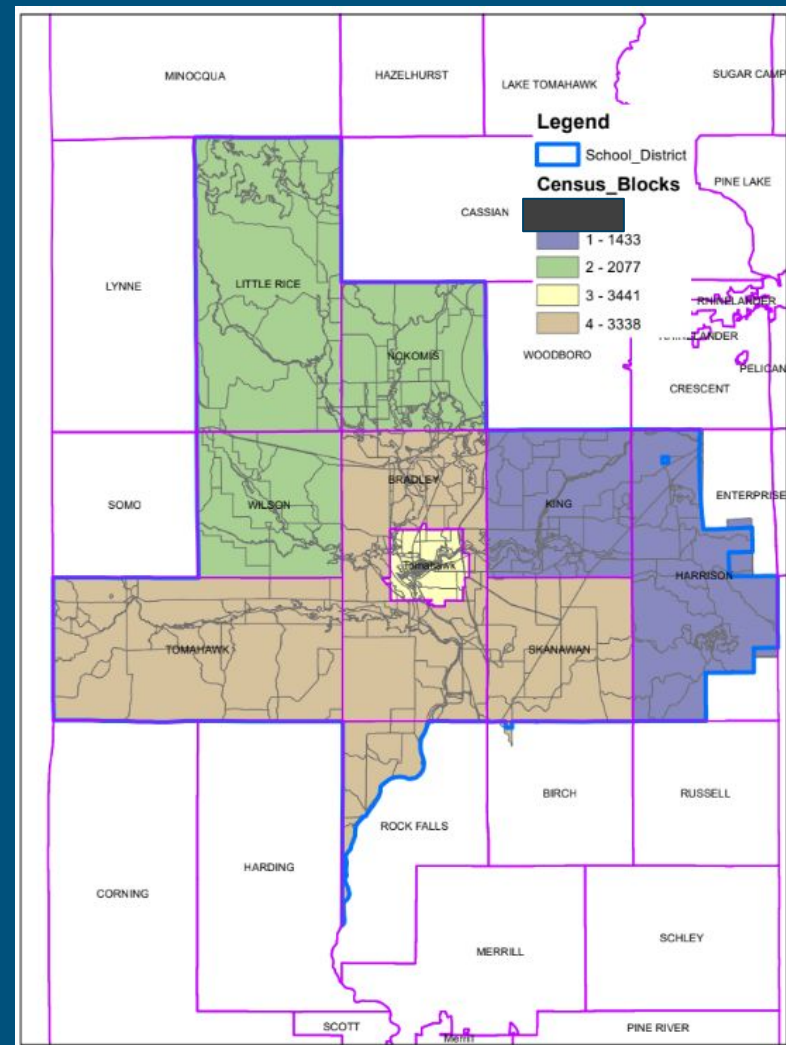 MINOCQUA
HAZELHURST
LAKE TOMAHAWK
SUGAR CAMP
Legend
School_District
PINE LAKE
Census_Blocks
CASSIAN
1 - 1433
2 - 2077
LYNNE
LITTLE RICE
3 - 3441
RHINELANDER
4 - 3338
NOKOMIS
WOODBORO
PELICAN
CRESCENT
BRADLEY
SOMO
WILSON
KING
ENTERPRISE
Tomahawk
HARRISON
TOMAHAWK
SKANAWAN
BIRCH
RUSSELL
ROCK FALLS
HARDING
CORNING
SCHLEY
MERRILL
SCOTT
PINE RIVER
Merrill